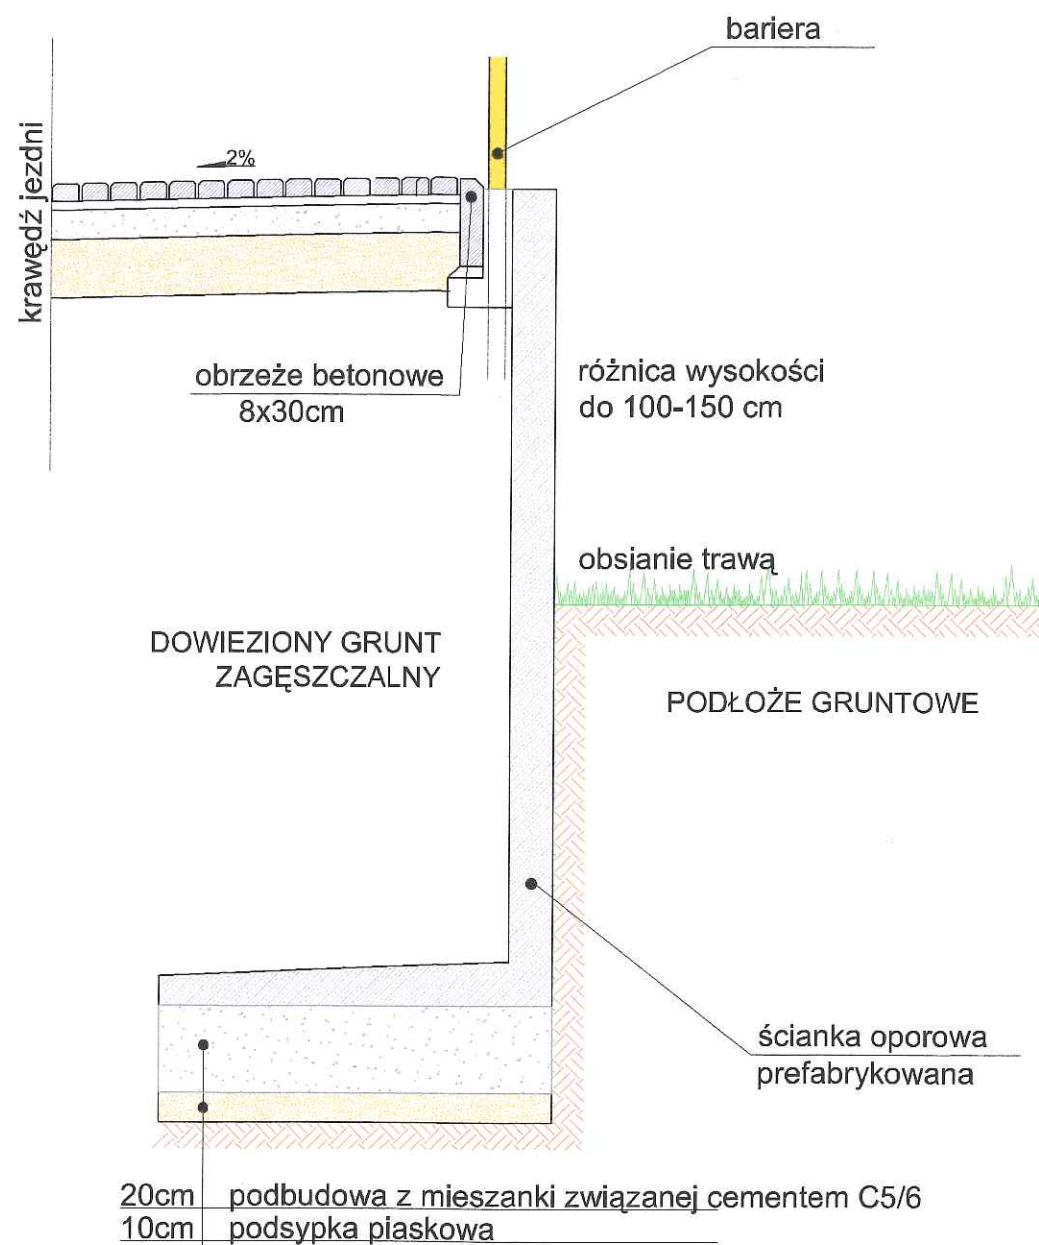 bariera
krawędź jezdni
2%
obrzeże betonowe
8x30cm
różnica wysokości
do 100-150 cm
obsianie trawą
DOWIEZIONY GRUNT
ZAGĘSZCZALNY
PODŁOŻE GRUNTOWE
ścianka oporowa
prefabrykowana
20cm podbudowa z mieszanki związanej cementem C5/6
10cm podsypka piaskowa